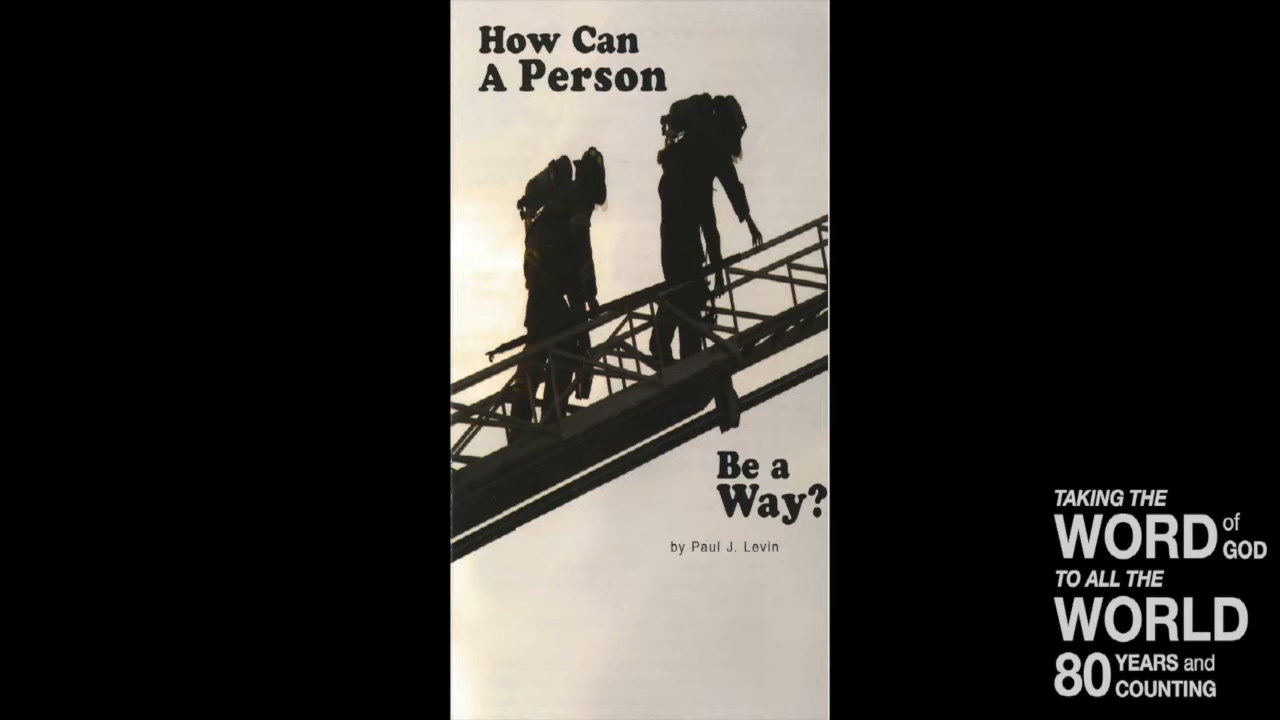 How Can
A Person
Be a
Way?
by Paul J. Levin
TAKING THE
WORD of
GOD
TO ALL THE
WORLD
80 YEARS and
COUNTING